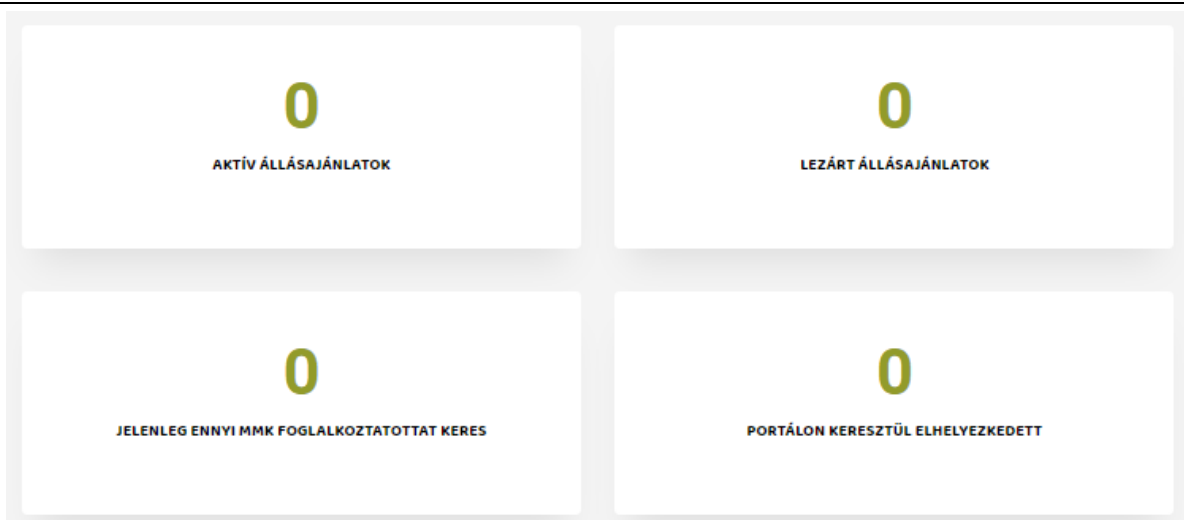 0
AKTÍV ÁLLÁSAJÁNLATOK
0
LEZÁRT ÁLLÁSAJÁNLATOK
0
JELENLEG ENNYI MMK FOGLALKOZTATOTTAT KERES
0
PORTÁLON KERESZTÜL ELHELYEZKEDETT